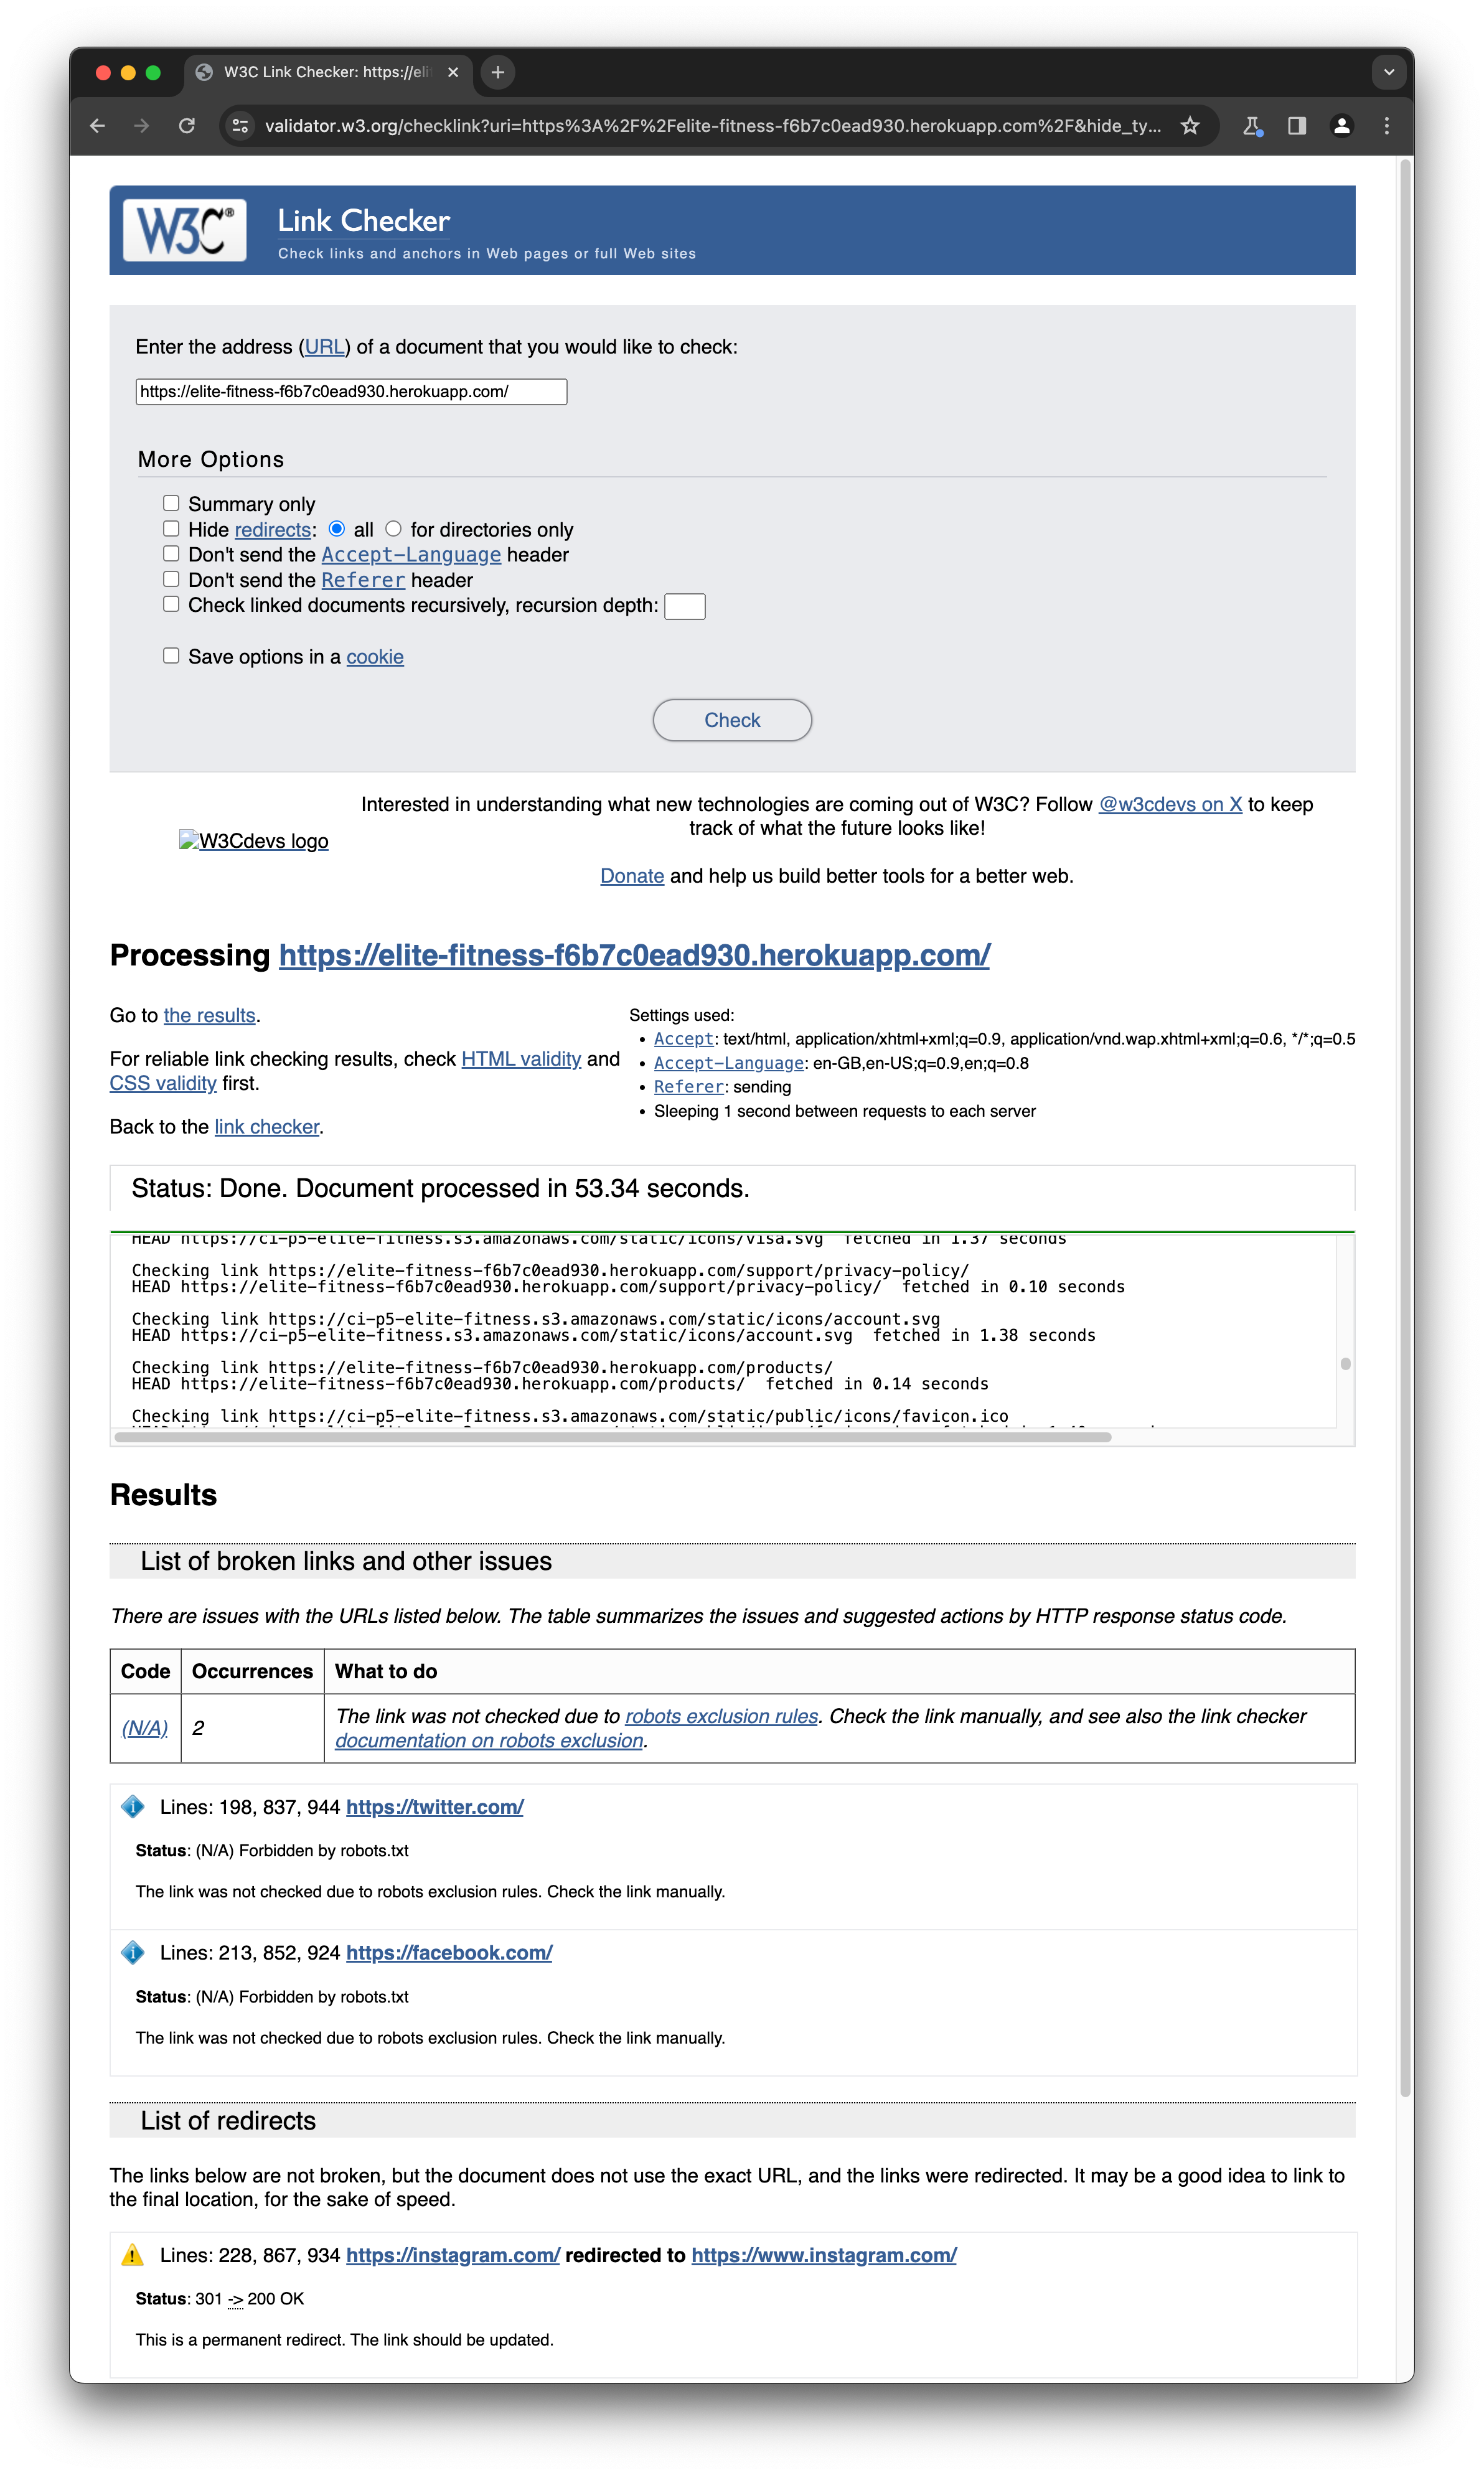 W3C Link Checker: https://eli
validator.w3.org/checklink?uri=https%3A%2F%2Felite-fitness-f6b7c0ead930.herokuapp.com%2F&hide_ty...
W3C®
Link Checker
Check links and anchors in Web pages or full Web sites
Enter the address (URL) of a document that you would like to check:
https://elite-fitness-f6b7c0ead930.herokuapp.com/
More Options
Summary only
Hide redirects: all for directories only
Don't send the Accept-Language header
Don't send the Referer header
Check linked documents recursively, recursion depth:
Save options in a cookie
Check
Interested in understanding what new technologies are coming out of W3C? Follow @w3cdevs on X to keep
track of what the future looks like!
W3Cdevs logo
Donate and help us build better tools for a better web.
Processing https://elite-fitness-f6b7c0ead930.herokuapp.com/
Go to the results.
For reliable link checking results, check HTML validity and
CSS validity first.
Back to the link checker.
Settings used:
• Accept: text/html, application/xhtml+xml;q=0.9, application/vnd.wap.xhtml+xml;q=0.6, */*;q=0.5
• Accept-Language: en-GB,en-US;q=0.9,en;q=0.8
• Referer: sending
• Sleeping 1 second between requests to each server
Status: Done. Document processed in 53.34 seconds.
HEAD https://ci-p5-elite-fitness.s3.amazonaws.com/static/icons/visa.svg fetched in 1.37 seconds
Checking link https://elite-fitness-f6b7c0ead930.herokuapp.com/support/privacy-policy/
HEAD https://elite-fitness-f6b7c0ead930.herokuapp.com/support/privacy-policy/ fetched in 0.10 seconds
Checking link https://ci-p5-elite-fitness.s3.amazonaws.com/static/icons/account.svg
HEAD https://ci-p5-elite-fitness.s3.amazonaws.com/static/icons/account.svg fetched in 1.38 seconds
Checking link https://elite-fitness-f6b7c0ead930.herokuapp.com/products/
HEAD https://elite-fitness-f6b7c0ead930.herokuapp.com/products/ fetched in 0.14 seconds
Checking link https://ci-p5-elite-fitness.s3.amazonaws.com/static/public/icons/favicon.ico
Results
List of broken links and other issues
There are issues with the URLs listed below. The table summarizes the issues and suggested actions by HTTP response status code.
Code Occurrences What to do
(N/A) 2 The link was not checked due to robots exclusion rules. Check the link manually, and see also the link checker
documentation on robots exclusion.
Lines: 198, 837, 944 https://twitter.com/
Status: (N/A) Forbidden by robots.txt
The link was not checked due to robots exclusion rules. Check the link manually.
Lines: 213, 852, 924 https://facebook.com/
Status: (N/A) Forbidden by robots.txt
The link was not checked due to robots exclusion rules. Check the link manually.
List of redirects
The links below are not broken, but the document does not use the exact URL, and the links were redirected. It may be a good idea to link to
the final location, for the sake of speed.
Lines: 228, 867, 934 https://instagram.com/ redirected to https://www.instagram.com/
Status: 301 -> 200 OK
This is a permanent redirect. The link should be updated.